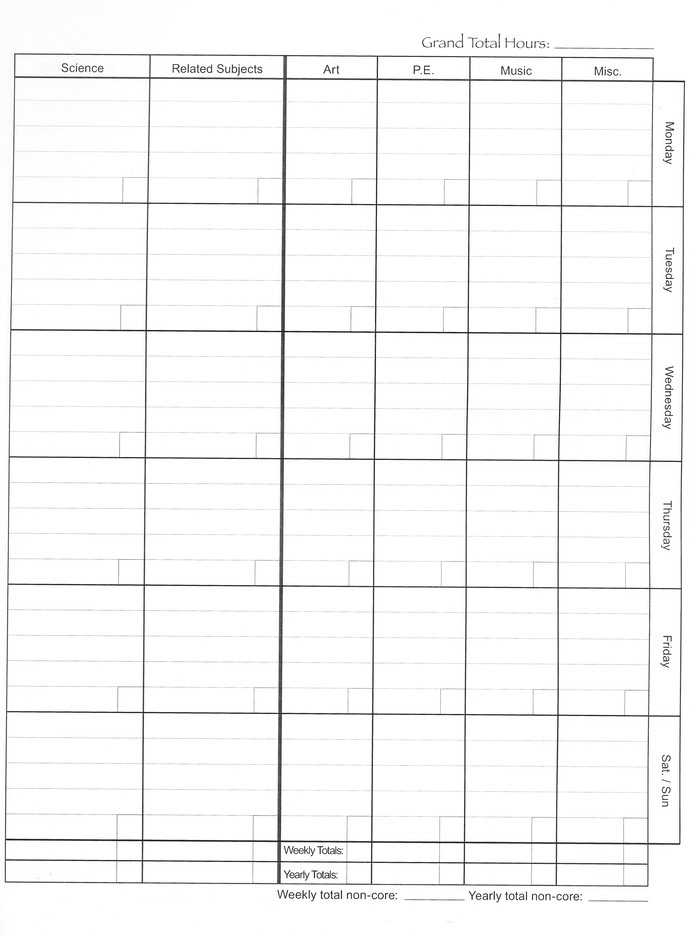 Grand Total Hours:
Science Related Subjects Art P.E. Music Misc.
Monday
Tuesday
Wednesday
Thursday
Friday
Sat. / Sun
Weekly Totals:
Yearly Totals:
Weekly total non-core: Yearly total non-core: